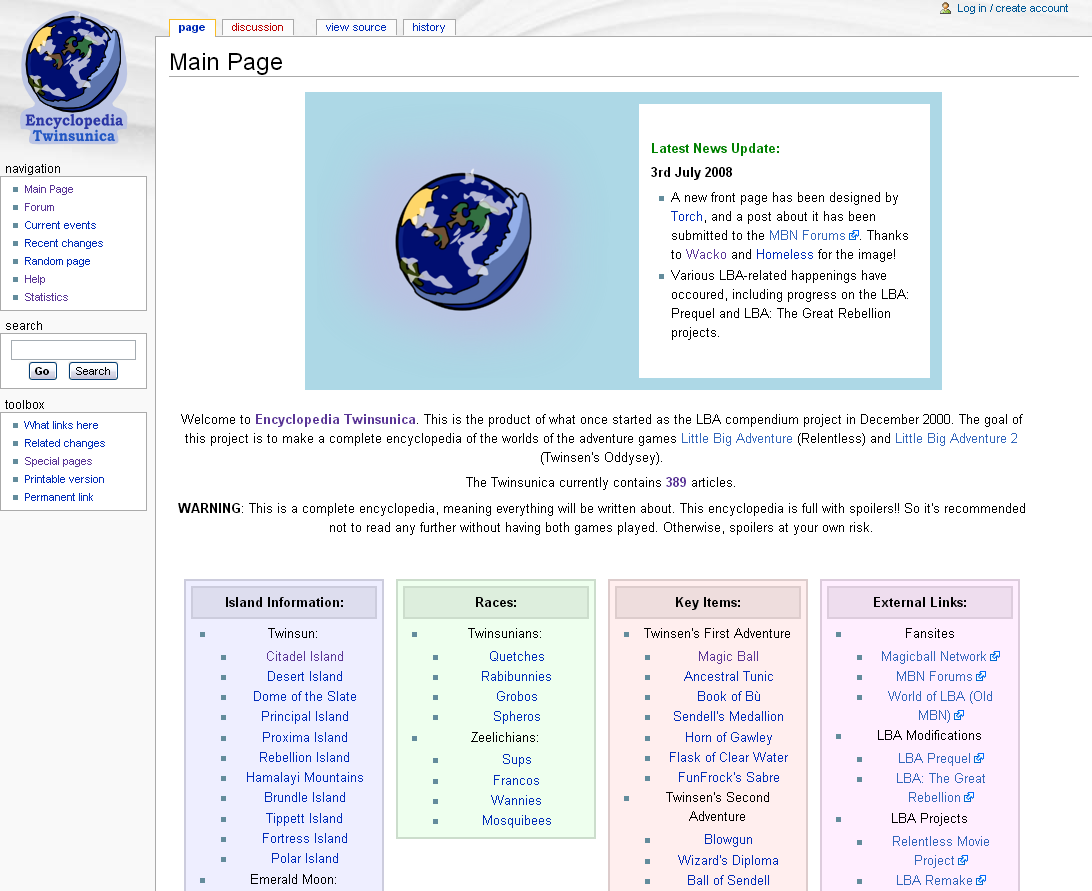 Log in / create account
page
discussion
view source
history
Encyclopedia
Twinsunica
navigation
Main Page
Forum
Current events
Recent changes
Random page
Help
Statistics
search
Go
Search
toolbox
What links here
Related changes
Special pages
Printable version
Permanent link
Main Page
Latest News Update:
3rd July 2008
A new front page has been designed by
Torch, and a post about it has been
submitted to the MBN Forums. Thanks
to Wacko and Homeless for the image!
Various LBA-related happenings have
occoured, including progress on the LBA:
Prequel and LBA: The Great Rebellion
projects.
Welcome to Encyclopedia Twinsunica. This is the product of what once started as the LBA compendium project in December 2000. The goal of
this project is to make a complete encyclopedia of the worlds of the adventure games Little Big Adventure (Relentless) and Little Big Adventure 2
(Twinsen's Oddysey).
The Twinsunica currently contains 389 articles.
WARNING: This is a complete encyclopedia, meaning everything will be written about. This encyclopedia is full with spoilers!! So it's recommended
not to read any further without having both games played. Otherwise, spoilers at your own risk.
Island Information:
Twinsun:
Citadel Island
Desert Island
Dome of the Slate
Principal Island
Proxima Island
Rebellion Island
Hamalayi Mountains
Brundle Island
Tippett Island
Fortress Island
Polar Island
Emerald Moon:
Races:
Twinsunians:
Quetches
Rabibunnies
Grobos
Spheros
Zeelichians:
Sups
Francos
Wannies
Mosquibees
Key Items:
Twinsen's First Adventure
Magic Ball
Ancestral Tunic
Book of Bù
Sendell's Medallion
Horn of Gawley
Flask of Clear Water
FunFrock's Sabre
Twinsen's Second
Adventure
Blowgun
Wizard's Diploma
Ball of Sendell
External Links:
Fansites
Magicball Network
MBN Forums
World of LBA (Old
MBN)
LBA Modifications
LBA Prequel
LBA: The Great
Rebellion
LBA Projects
Relentless Movie
Project
LBA Remake